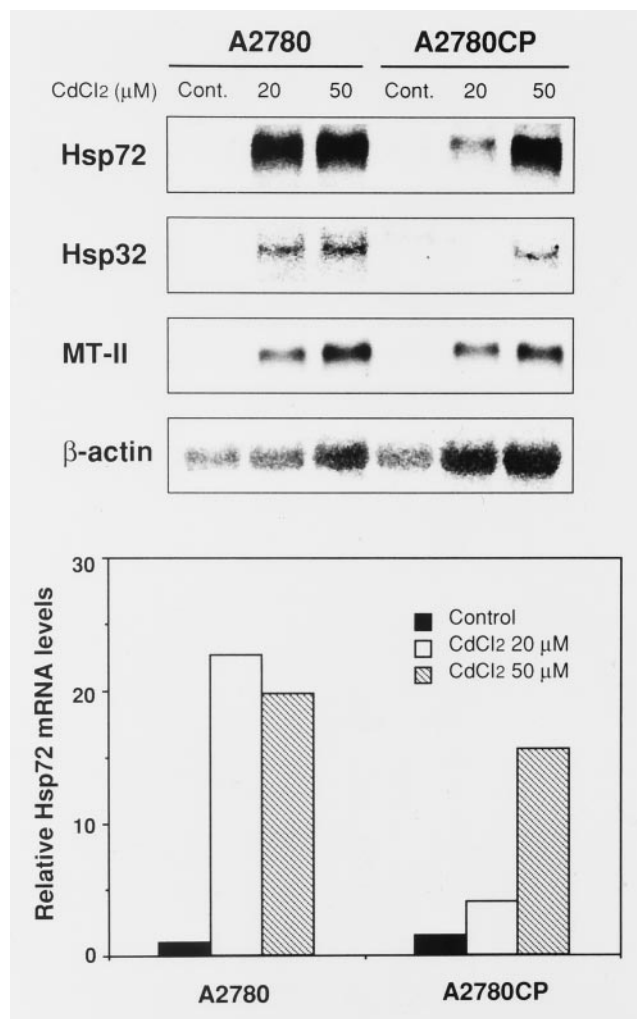 A2780 A2780CP
CdCl2 (μM) Cont. 20 50 Cont. 20 50
Hsp72
Hsp32
MT-II
β-actin
30
20
10
0
Relative Hsp72 mRNA levels
Control
CdCl2 20 μM
CdCl2 50 μM
A2780 A2780CP